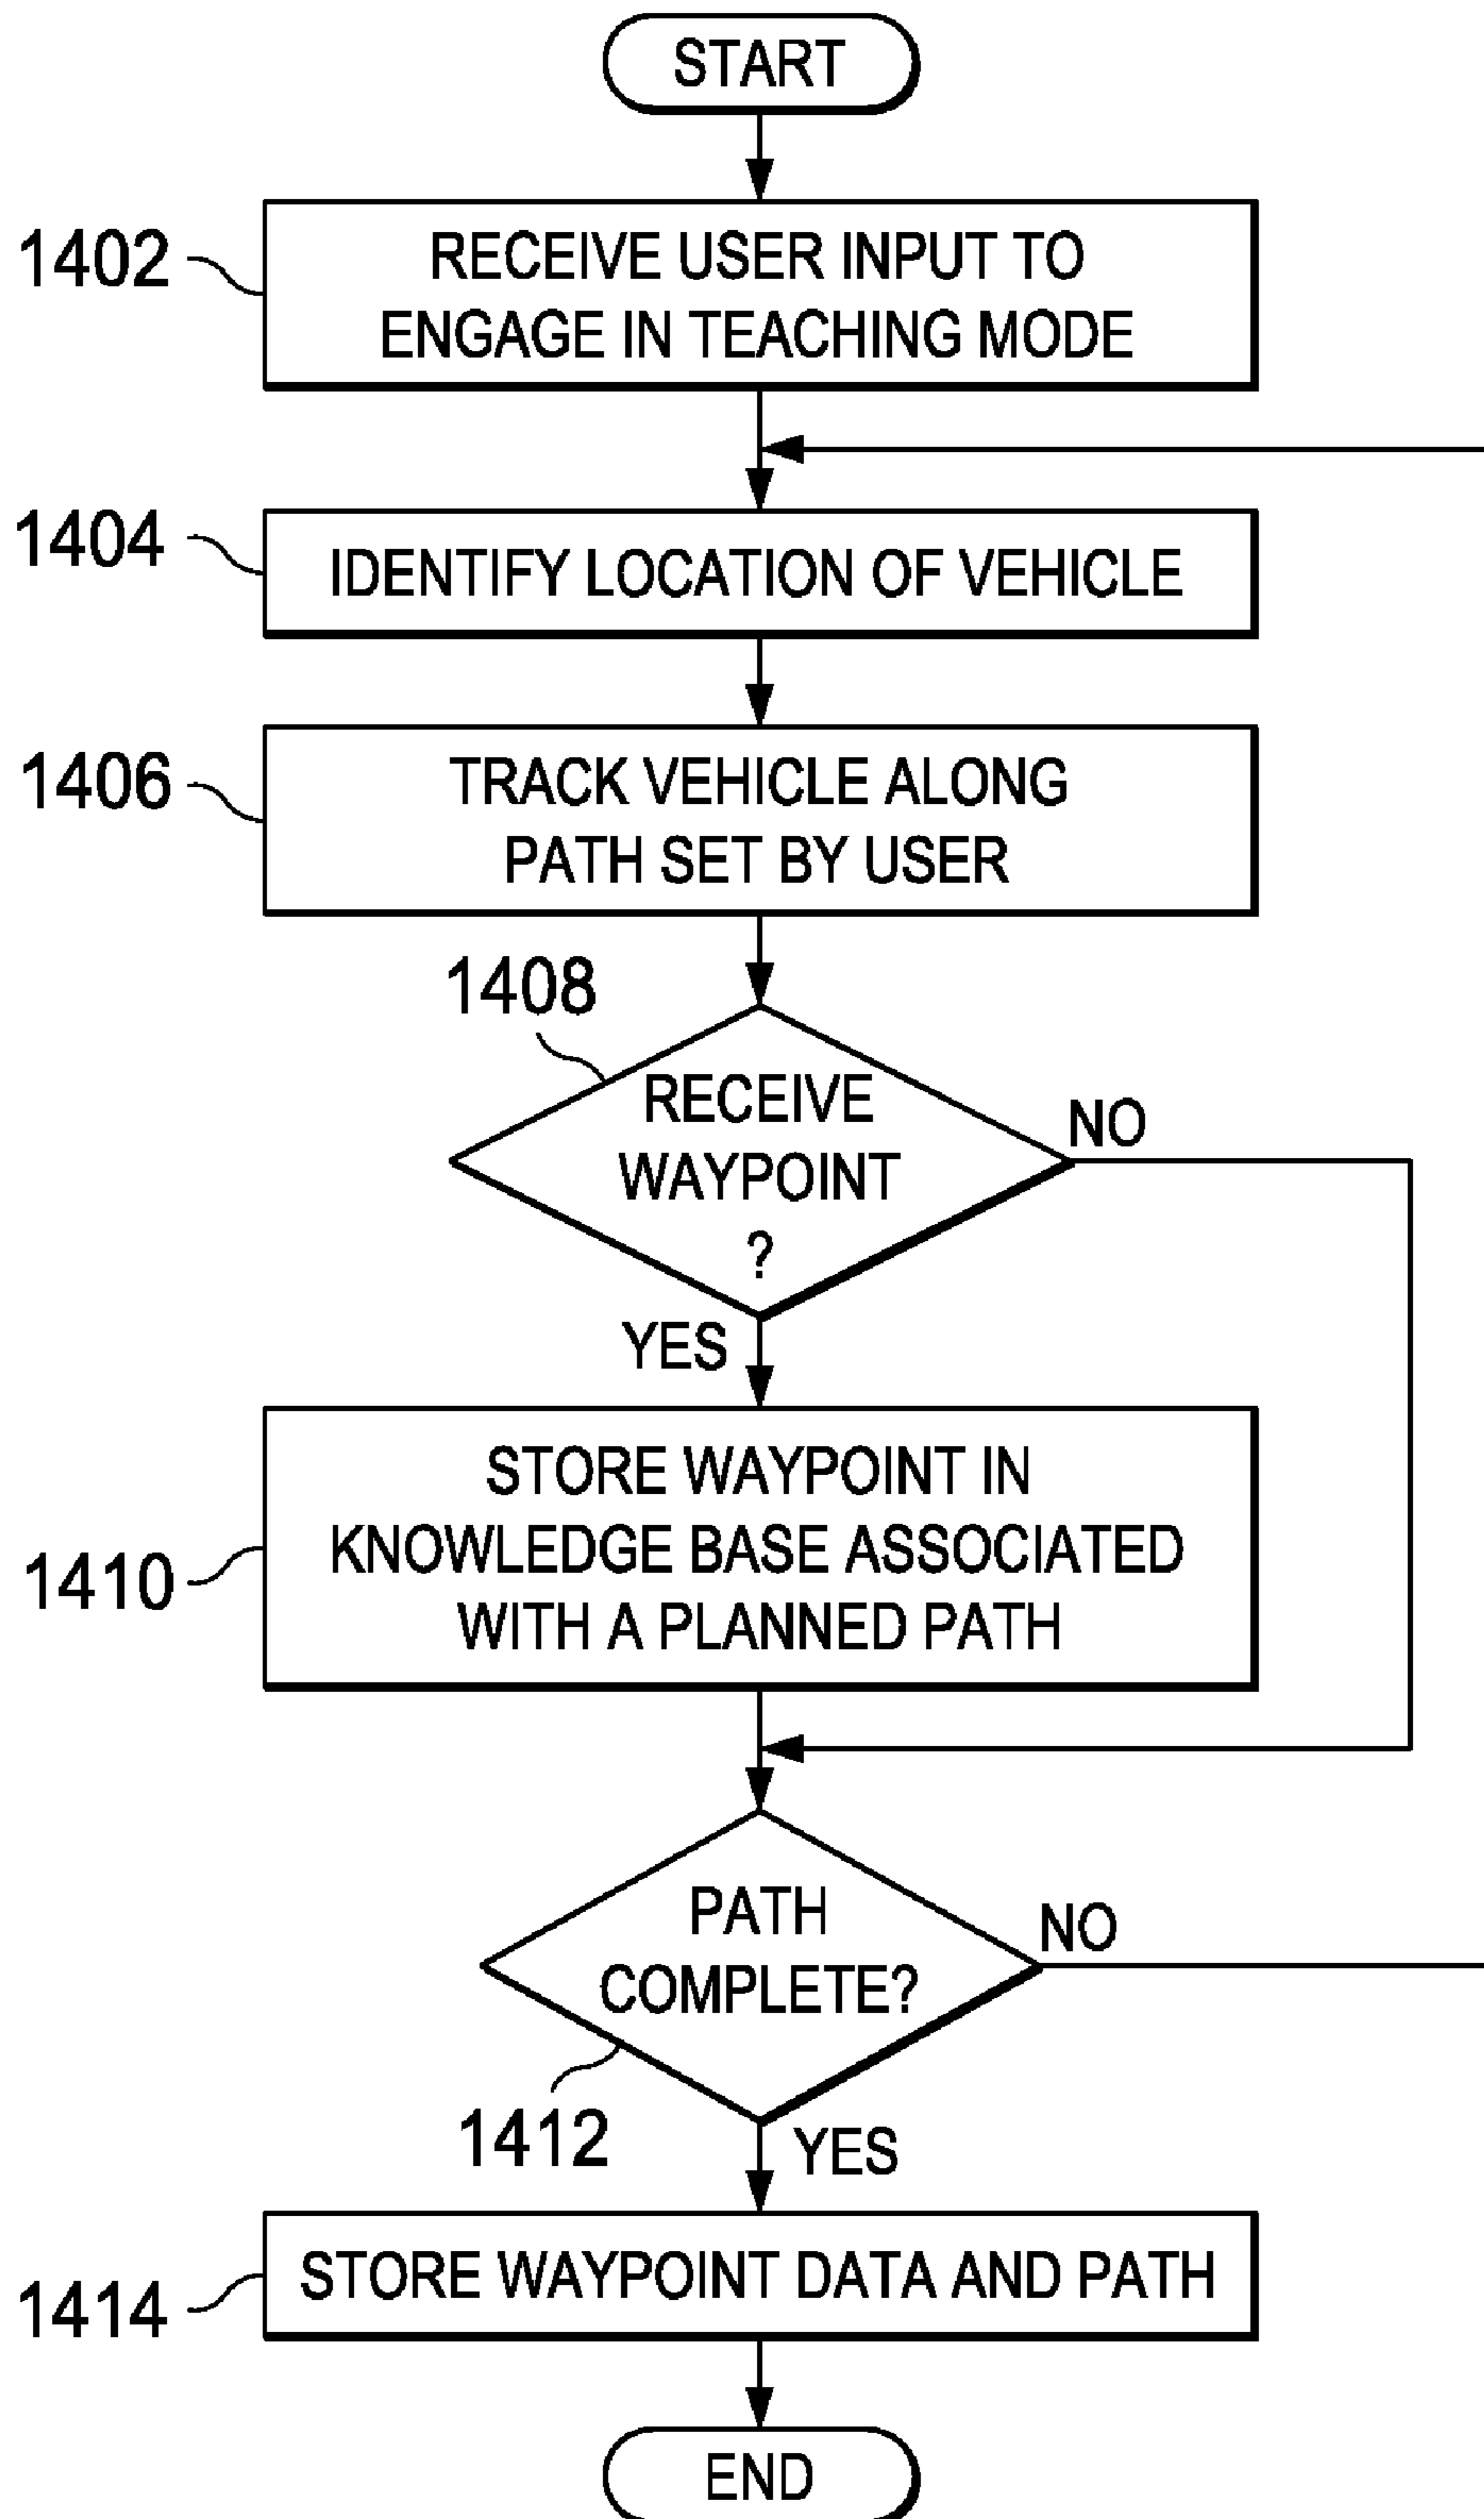 START
1402
RECEIVE USER INPUT TO
ENGAGE IN TEACHING MODE
1404
IDENTIFY LOCATION OF VEHICLE
1406
TRACK VEHICLE ALONG
PATH SET BY USER
1408
RECEIVE
WAYPOINT
?
NO
YES
1410
STORE WAYPOINT IN
KNOWLEDGE BASE ASSOCIATED
WITH A PLANNED PATH
PATH
COMPLETE?
NO
1412
YES
1414
STORE WAYPOINT DATA AND PATH
END